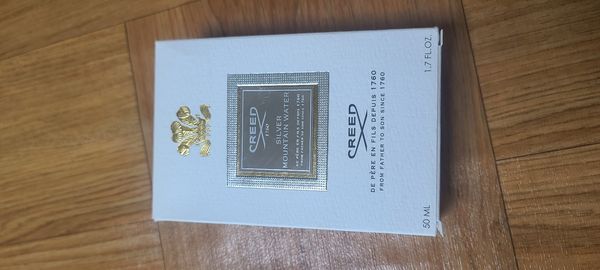 CREED
1760
SILVER
MOUNTAIN WATER
DE PÈRE EN FILS DEPUIS 1760
FROM FATHER TO SON SINCE 1760
CREED
DE PÈRE EN FILS DEPUIS 1760
FROM FATHER TO SON SINCE 1760
50 ML 1.7 FL.OZ.